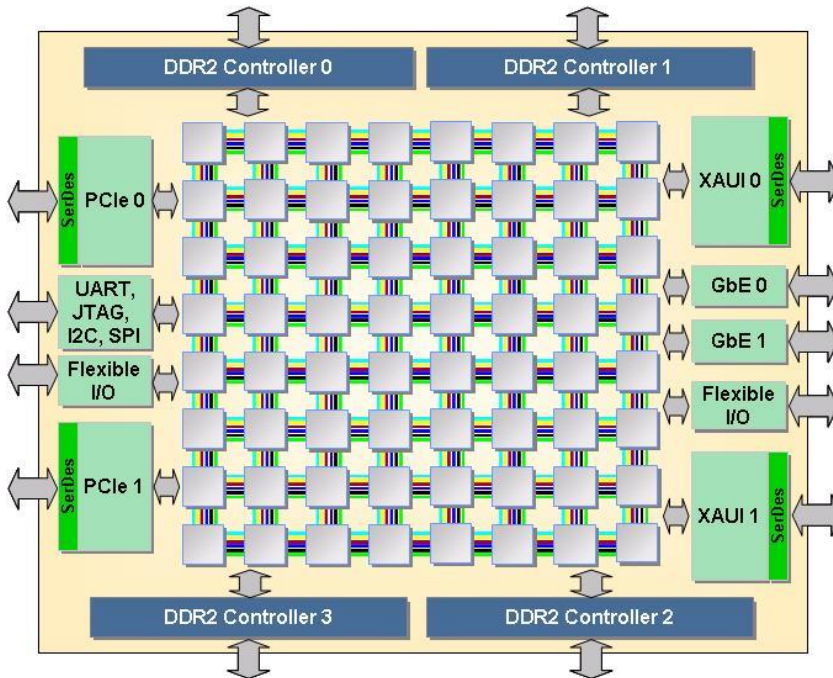 DDR2 Controller 0
DDR2 Controller 1
SerDes
PCIe 0
XAUI 0
SerDes
UART,
JTAG,
I2C, SPI
GbE 0
GbE 1
Flexible
I/O
Flexible
I/O
SerDes
PCIe 1
XAUI 1
SerDes
DDR2 Controller 3
DDR2 Controller 2